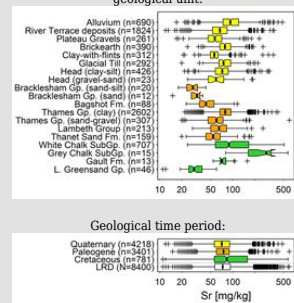 geological unit:
Alluvium (n=690)
River Terrace deposits (n=1824)
Plateau Gravels (n=261)
Brickearth (n=390)
Clay-with-flints (n=312)
Glacial Till (n=292)
Head (clay-silt) (n=426)
Head (gravel-sand) (n=23)
Bracklesham Gp. (sand-silt) (n=20)
Bracklesham Gp. (sand) (n=12)
Bagshot Fm. (n=88)
Thames Gp. (clay) (n=2602)
Thames Gp. (sand-gravel) (n=307)
Lambeth Group (n=213)
Thanet Sand Fm. (n=159)
White Chalk SubGp. (n=707)
Grey Chalk SubGp. (n=15)
Gault Fm. (n=13)
L. Greensand Gp. (n=46)
10 20 50 100 500
Geological time period:
Quaternary (n=4218)
Paleogene (n=3401)
Cretaceous (n=781)
LRD (N=8400)
10 20 50 100 500
Sr [mg/kg]